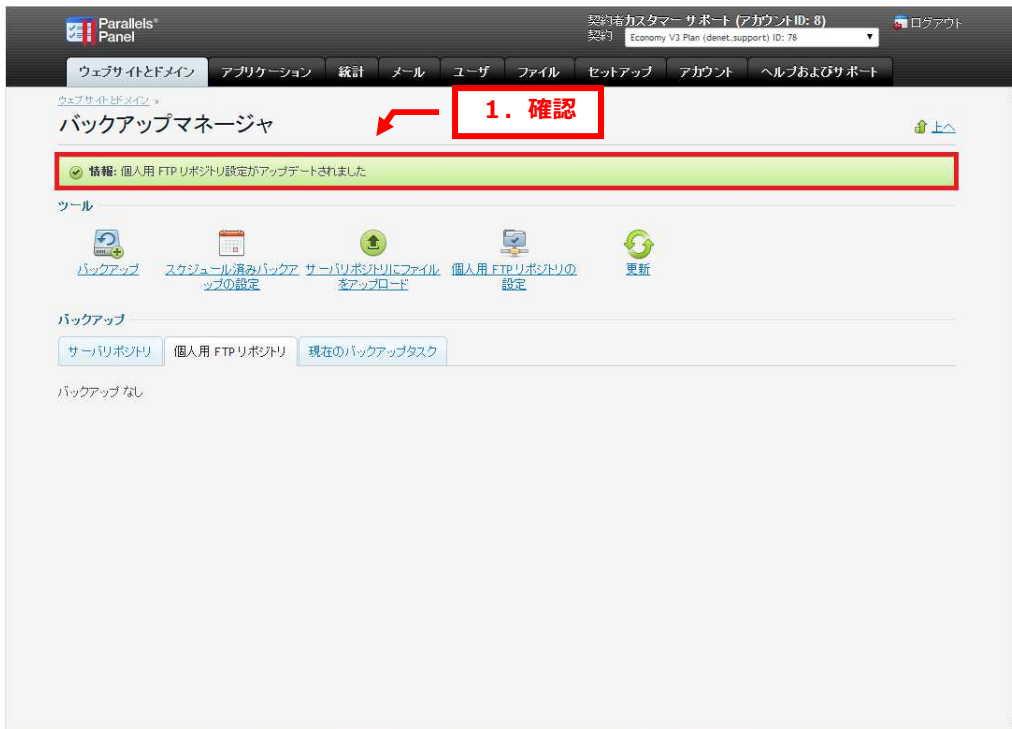 Parallels®
Panel
契約者カスタマー サポート (アカウントID: 8)
契約 Economy V3 Plan (denet.support) ID: 78
ログアウト
ウェブサイトとドメイン アプリケーション 統計 メール ユーザ ファイル セットアップ アカウント ヘルプおよびサポート
ウェブサイトとドメイン >
バックアップマネージャ
1．確認
上へ
情報: 個人用 FTP リポジトリ設定がアップデートされました
ツール
バックアップ
スケジュール済みバックアップの設定
サーバリポジトリにファイルをアップロード
個人用 FTP リポジトリの設定
更新
バックアップ
サーバリポジトリ 個人用 FTP リポジトリ 現在のバックアップタスク
バックアップ なし